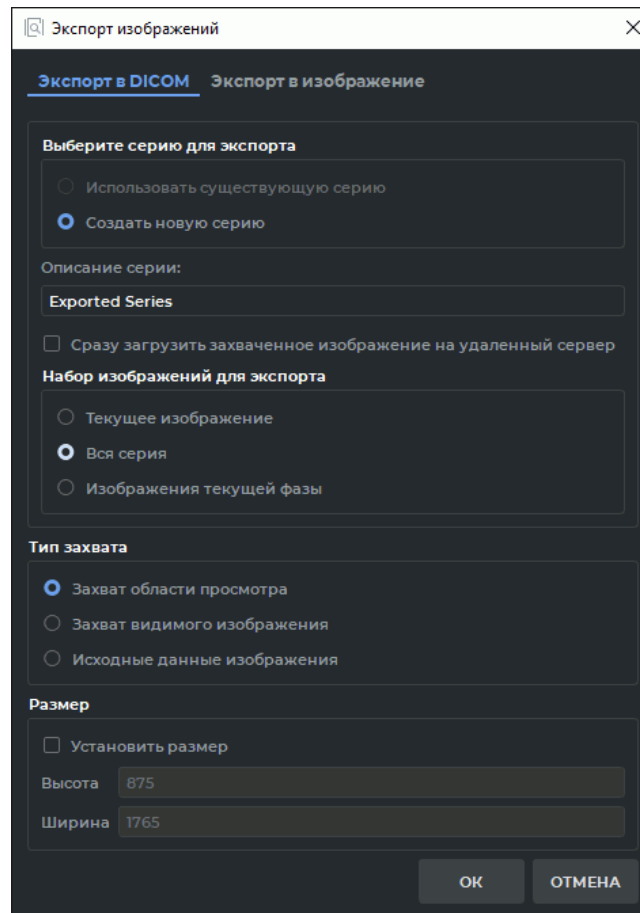 Экспорт изображений
Экспорт в DICOM Экспорт в изображение
Выберите серию для экспорта
Использовать существующую серию
Создать новую серию
Описание серии:
Exported Series
Сразу загрузить захваченное изображение на удаленный сервер
Набор изображений для экспорта
Текущее изображение
Вся серия
Изображения текущей фазы
Тип захвата
Захват области просмотра
Захват видимого изображения
Исходные данные изображения
Размер
Установить размер
Высота 875
Ширина 1765
ОК ОТМЕНА